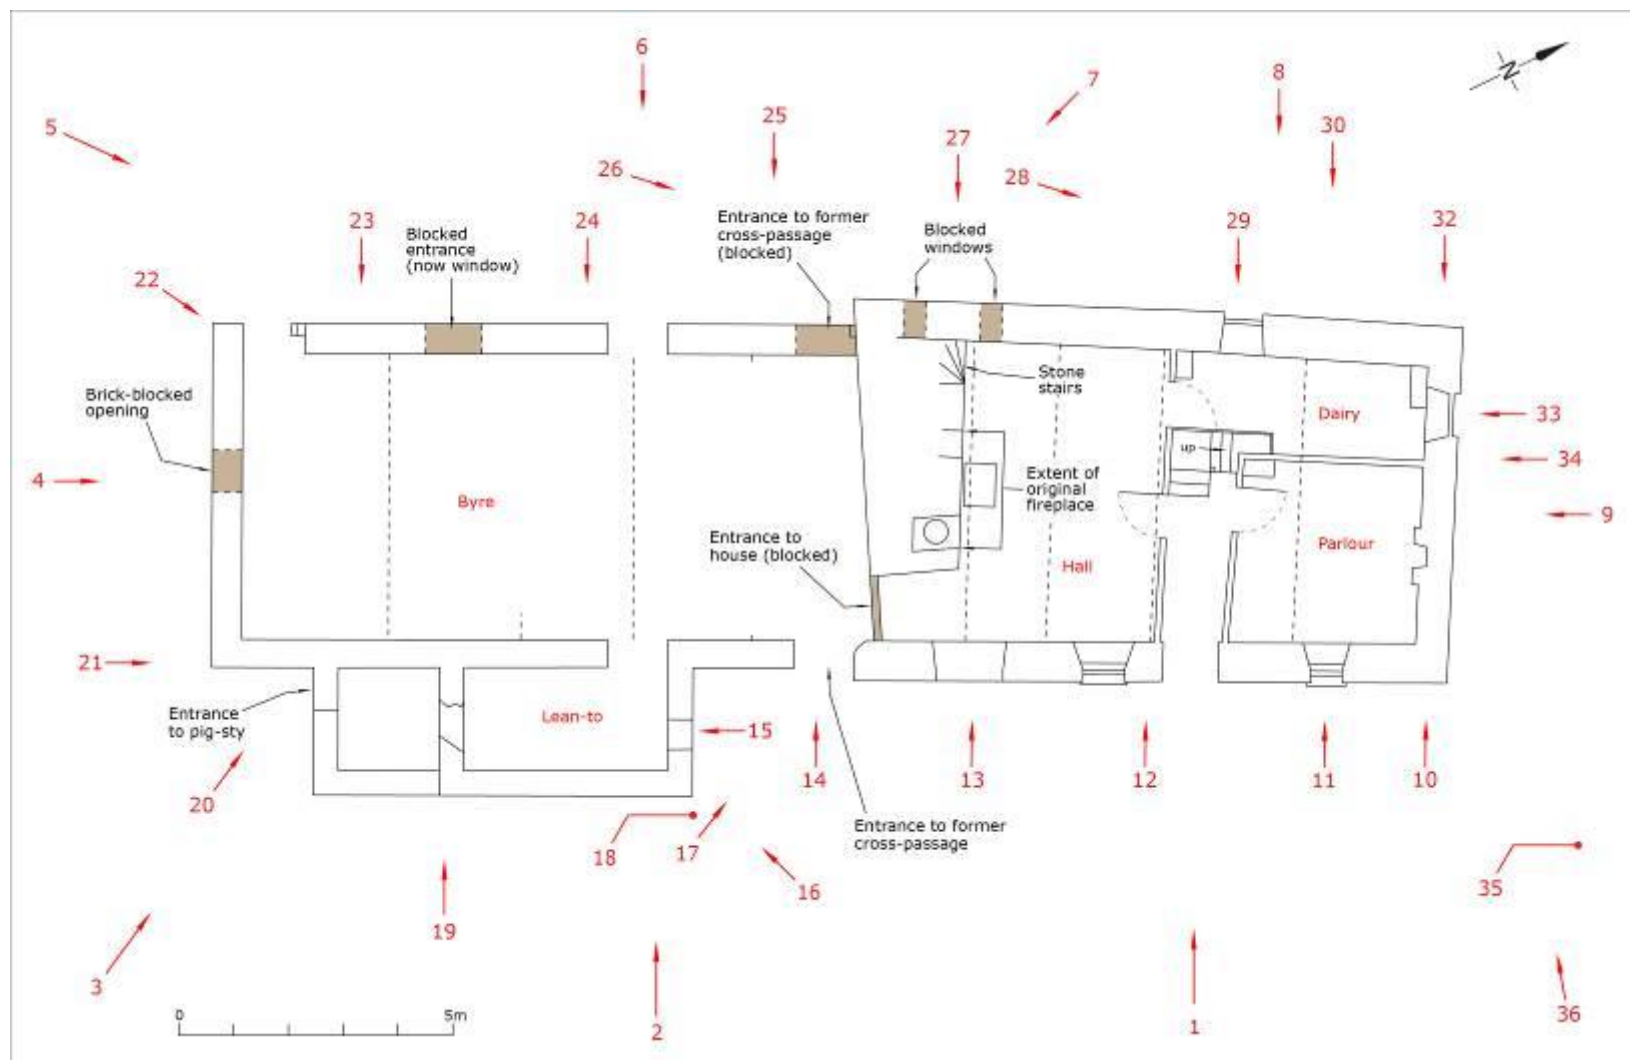 6
7
8
5
25
30
27
26
28
N
Entrance to former
cross-passage
(blocked)
Blocked
windows
23
24
29
32
Blocked
entrance
(now window)
22
Stone
stairs
Brick-blocked
opening
Dairy
33
up
34
4
Byre
Extent of
original
fireplace
9
Entrance to
house (blocked)
Hall
Parlour
21
Entrance
to pig-sty
Lean-to
15
14
13
12
11
10
20
Entrance to former
cross-passage
18
17
16
35
19
3
0
5m
2
1
36